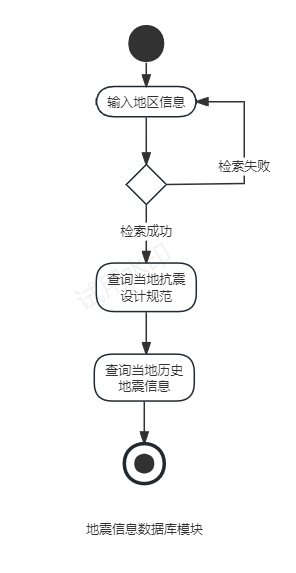 输入地区信息
检索失败
检索成功
查询当地抗震
设计规范
查询当地历史
地震信息
地震信息数据库模块